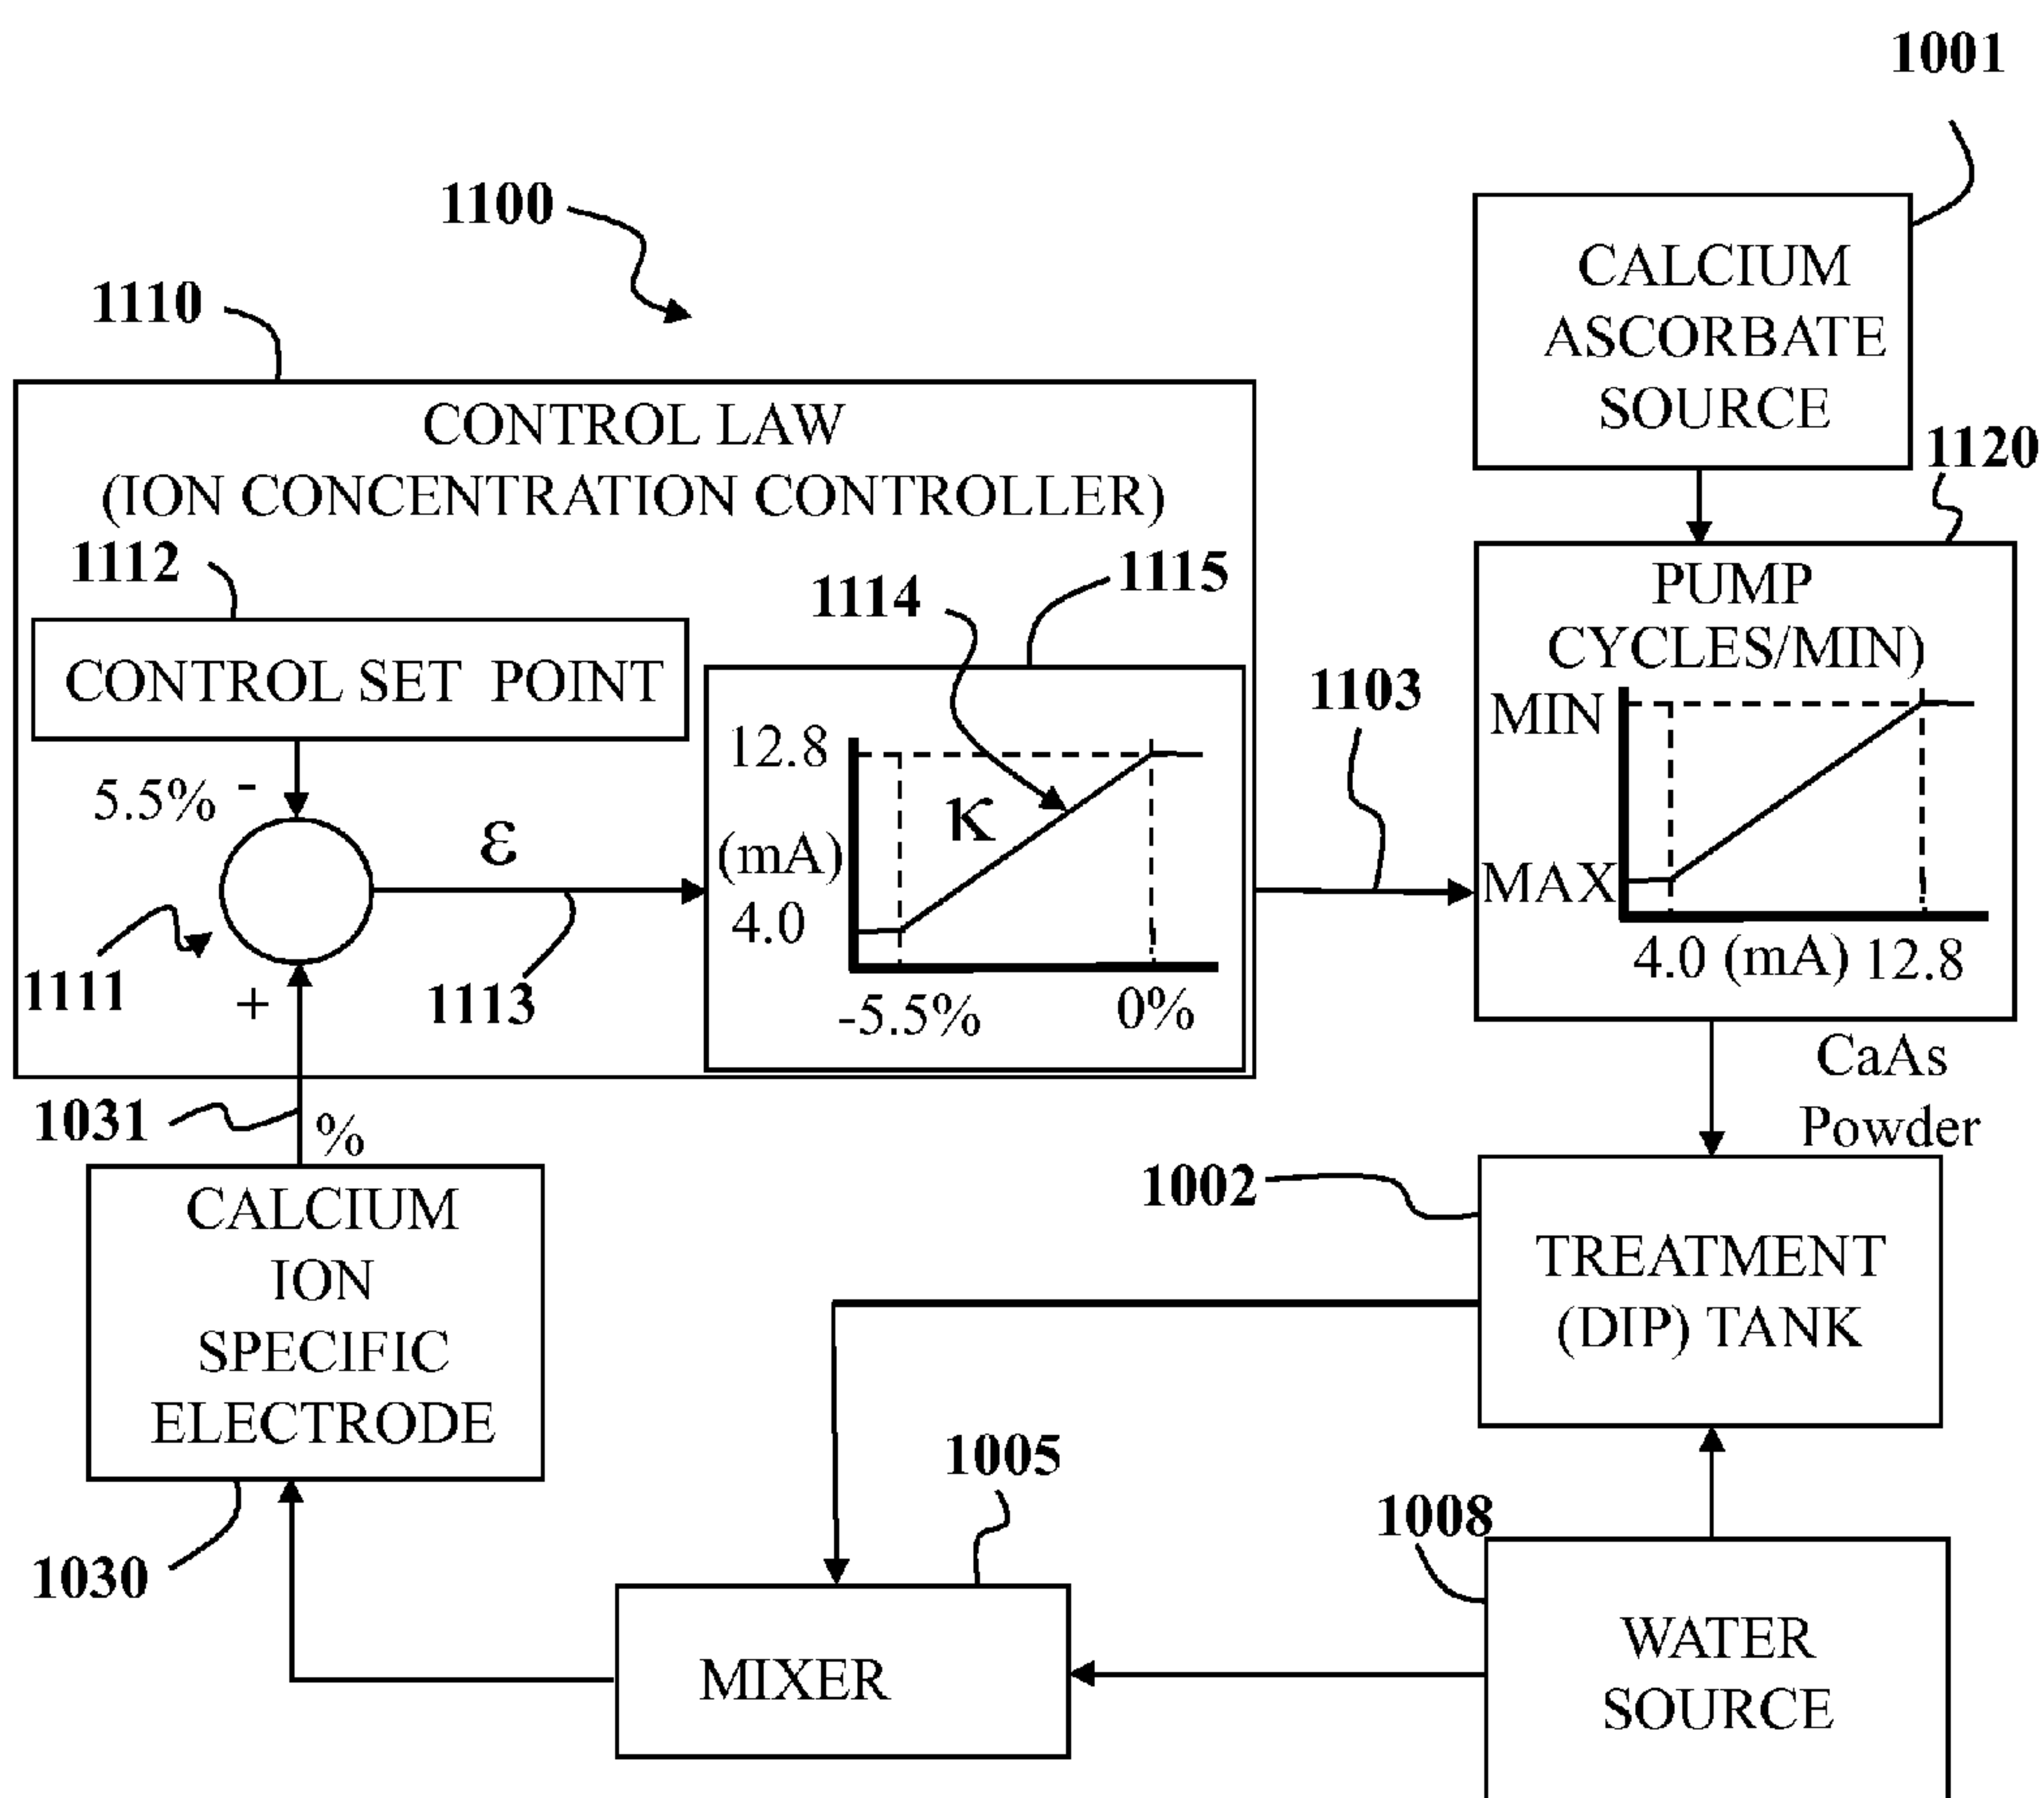 1001
1100
CALCIUM
ASCORBATE
SOURCE
1110
CONTROL LAW
(ION CONCENTRATION CONTROLLER)
1120
1112
1114
1115
PUMP
CYCLES/MIN)
CONTROL SET POINT
1103
MIN
12.8
5.5%
-
ε
K
(mA)
MAX
4.0
4.0 (mA) 12.8
1111
+
1113
-5.5%
0%
CaAs
Powder
1031
%
1002
CALCIUM
ION
SPECIFIC
ELECTRODE
TREATMENT
(DIP) TANK
1005
1008
1030
MIXER
WATER
SOURCE